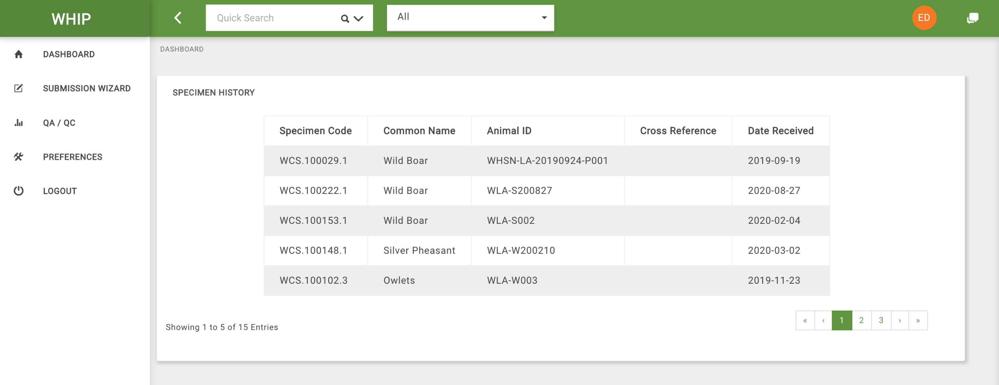 WHIP
Quick Search
All
ED
DASHBOARD
SUBMISSION WIZARD
QA / QC
PREFERENCES
LOGOUT
DASHBOARD
SPECIMEN HISTORY
Specimen Code Common Name Animal ID Cross Reference Date Received
WCS.100029.1 Wild Boar WHSN-LA-20190924-P001 2019-09-19
WCS.100222.1 Wild Boar WLA-S200827 2020-08-27
WCS.100153.1 Wild Boar WLA-S002 2020-02-04
WCS.100148.1 Silver Pheasant WLA-W200210 2020-03-02
WCS.100102.3 Owlets WLA-W003 2019-11-23
Showing 1 to 5 of 15 Entries
« ‹ 1 2 3 › »